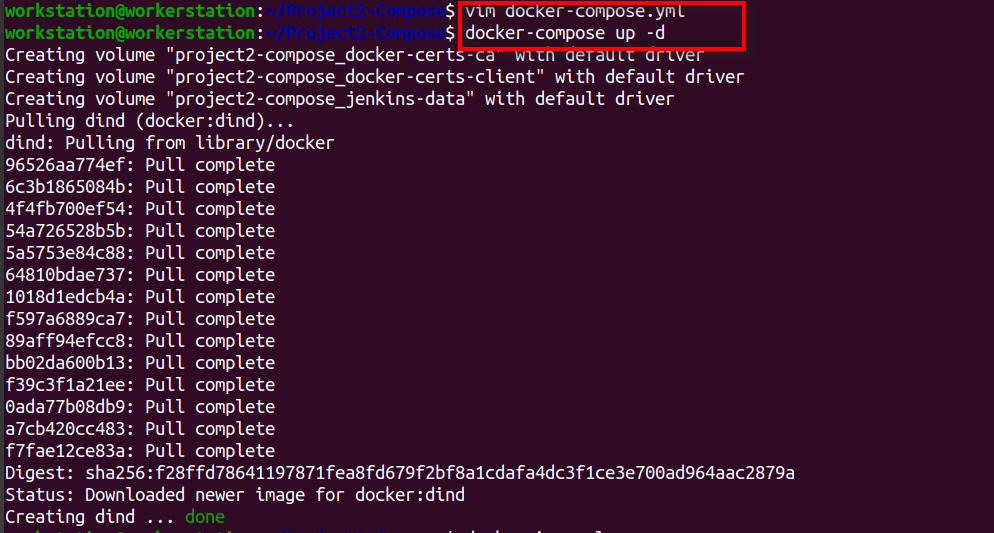 workstation@workerstation:~/Project2-Compose$ vim docker-compose.yml
workstation@workerstation:~/Project2-Compose$ docker-compose up -d
Creating volume "project2-compose_docker-certs-ca" with default driver
Creating volume "project2-compose_docker-certs-client" with default driver
Creating volume "project2-compose_jenkins-data" with default driver
Pulling dind (docker:dind)...
dind: Pulling from library/docker
96526aa774ef: Pull complete
6c3b1865084b: Pull complete
4f4fb700ef54: Pull complete
54a726528b5b: Pull complete
5a5753e84c88: Pull complete
64810bdae737: Pull complete
1018d1edcb4a: Pull complete
f597a6889ca7: Pull complete
89aff94efcc8: Pull complete
bb02da600b13: Pull complete
f39c3f1a21ee: Pull complete
0ada77b08db9: Pull complete
a7cb420cc483: Pull complete
f7fae12ce83a: Pull complete
Digest: sha256:f28ffd78641197871fea8fd679f2bf8a1cdafa4dc3f1ce3e700ad964aac2879a
Status: Downloaded newer image for docker:dind
Creating dind ... done